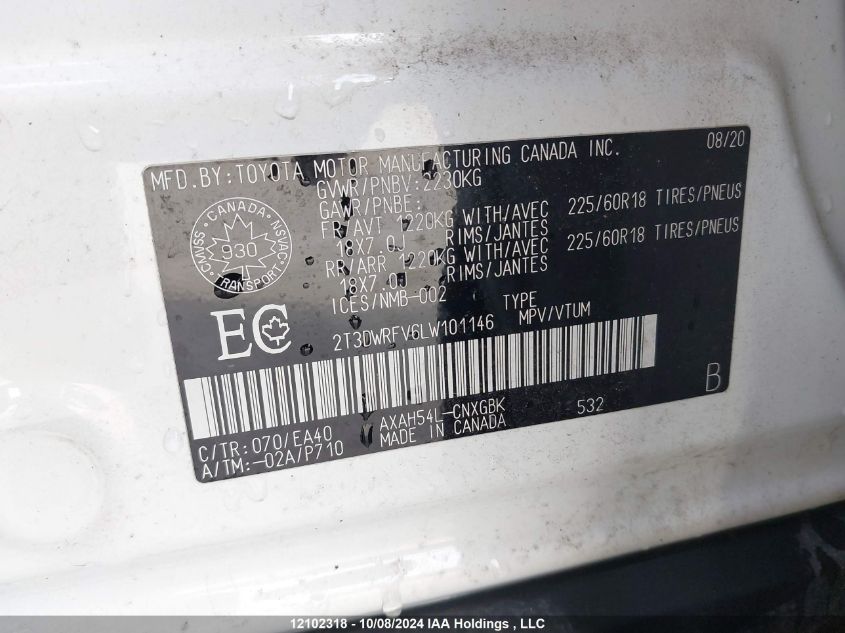 MFD.BY:TOYOTA MOTOR MANUFACTURING CANADA INC. 08/20
GVWR/PNBV:2230KG
GAWR/PNBE:
FR/AVT 1220KG WITH/AVEC 225/60R18 TIRES/PNEUS
18X7.0J RIMS/JANTES
RR/ARR 1220KG WITH/AVEC 225/60R18 TIRES/PNEUS
18X7.0J RIMS/JANTES
ICES/NMB-002 TYPE
2T3DWRFV6LW101146 MPV/VTUM
CANADA
CMVSS 930 NSVAC
TRANSPORT
EC
B
C/TR:070/EA40 AXAH54L-CNXGBK 532
A/TM:-02A/P710 MADE IN CANADA
12102318 - 10/08/2024 IAA Holdings , LLC